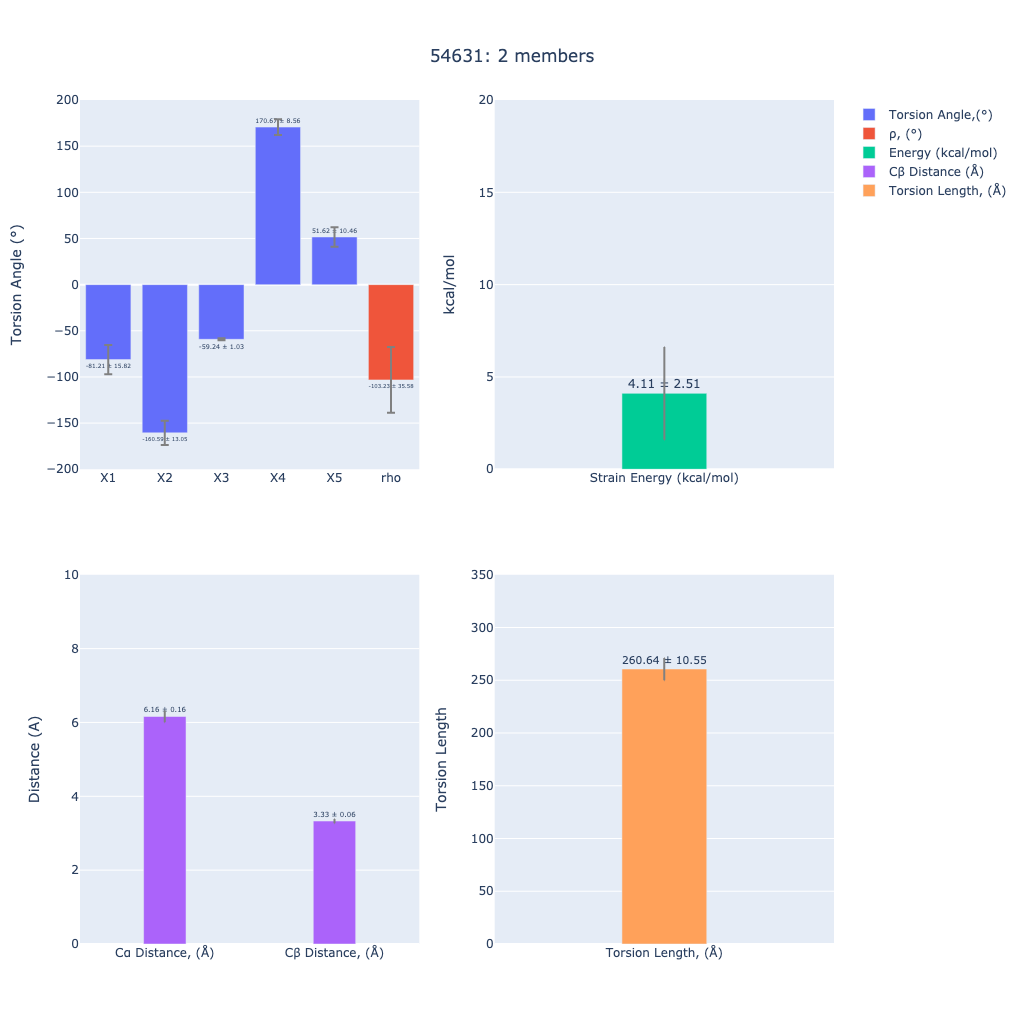 54631: 2 members
Torsion Angle (°)
200
150
100
50
0
−50
−100
−150
−200
-81.21 ± 15.82
-160.59 ± 13.05
-59.24 ± 1.03
170.67 ± 8.56
51.62 ± 10.46
-103.23 ± 35.58
X1 X2 X3 X4 X5 rho
kcal/mol
20
15
10
5
0
4.11 ± 2.51
Strain Energy (kcal/mol)
Torsion Angle,(°)
ρ, (°)
Energy (kcal/mol)
Cβ Distance (Å)
Torsion Length, (Å)
Distance (A)
10
8
6
4
2
0
6.16 ± 0.16
3.33 ± 0.06
Cα Distance, (Å) Cβ Distance, (Å)
Torsion Length
350
300
250
200
150
100
50
0
260.64 ± 10.55
Torsion Length, (Å)